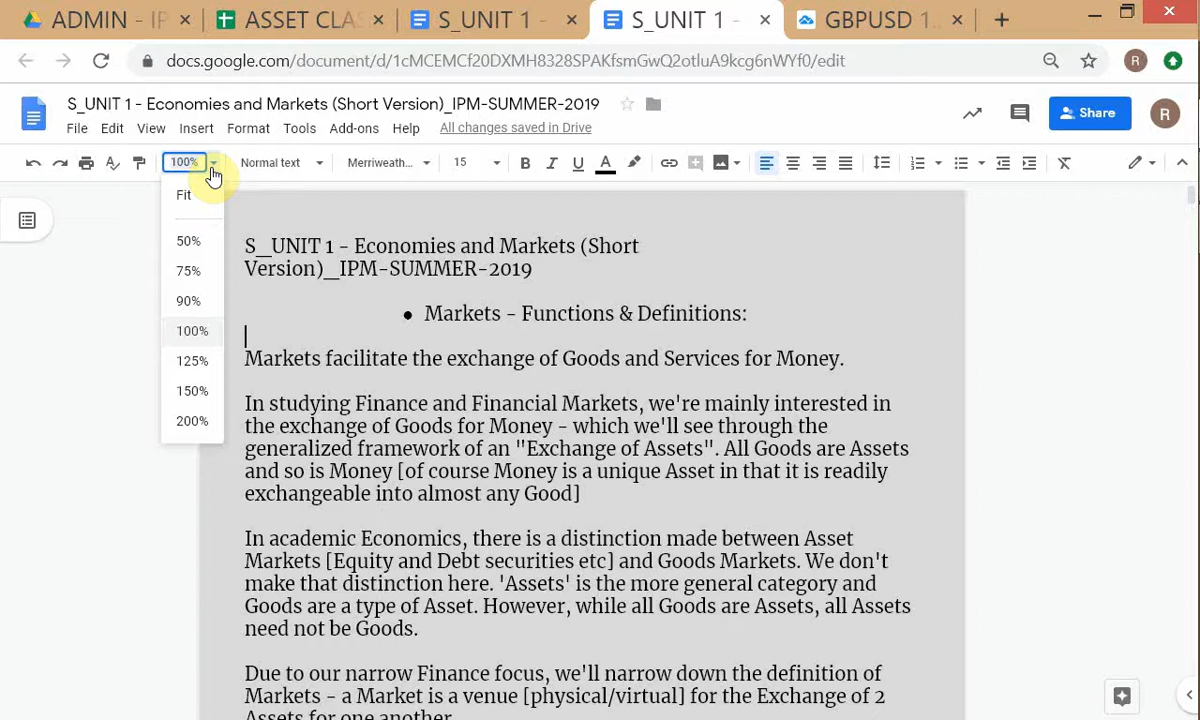 ADMIN - IP
ASSET CLAS
S_UNIT 1 -
S_UNIT 1 -
GBPUSD 1.
docs.google.com/document/d/1cMCEMCf20DXMH8328SPAKfsmGwQ2otluA9kcg6nWYf0/edit
R
S_UNIT 1 - Economies and Markets (Short Version)_IPM-SUMMER-2019
File Edit View Insert Format Tools Add-ons Help All changes saved in Drive
Share
R
100% Normal text Merriweath... 15 B I U A
Fit
50%
75%
90%
100%
125%
150%
200%
S_UNIT 1 - Economies and Markets (Short
Version)_IPM-SUMMER-2019
● Markets - Functions & Definitions:
Markets facilitate the exchange of Goods and Services for Money.
In studying Finance and Financial Markets, we're mainly interested in
the exchange of Goods for Money - which we'll see through the
generalized framework of an "Exchange of Assets". All Goods are Assets
and so is Money [of course Money is a unique Asset in that it is readily
exchangeable into almost any Good]
In academic Economics, there is a distinction made between Asset
Markets [Equity and Debt securities etc] and Goods Markets. We don't
make that distinction here. 'Assets' is the more general category and
Goods are a type of Asset. However, while all Goods are Assets, all Assets
need not be Goods.
Due to our narrow Finance focus, we'll narrow down the definition of
Markets - a Market is a venue [physical/virtual] for the Exchange of 2
Assets for one another.